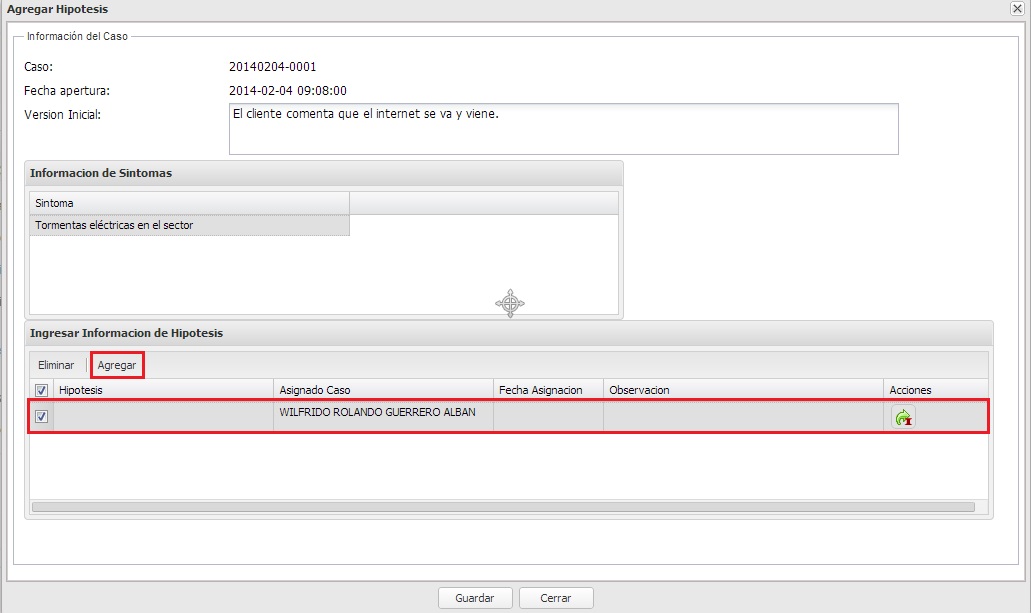 Agregar Hipotesis
Información del Caso
Caso: 20140204-0001
Fecha apertura: 2014-02-04 09:08:00
Version Inicial: El cliente comenta que el internet se va y viene.
Informacion de Sintomas
Sintoma
Tormentas eléctricas en el sector
Ingresar Informacion de Hipotesis
Eliminar Agregar
Hipotesis Asignado Caso Fecha Asignacion Observacion Acciones
WILFRIDO ROLANDO GUERRERO ALBAN
Guardar Cerrar